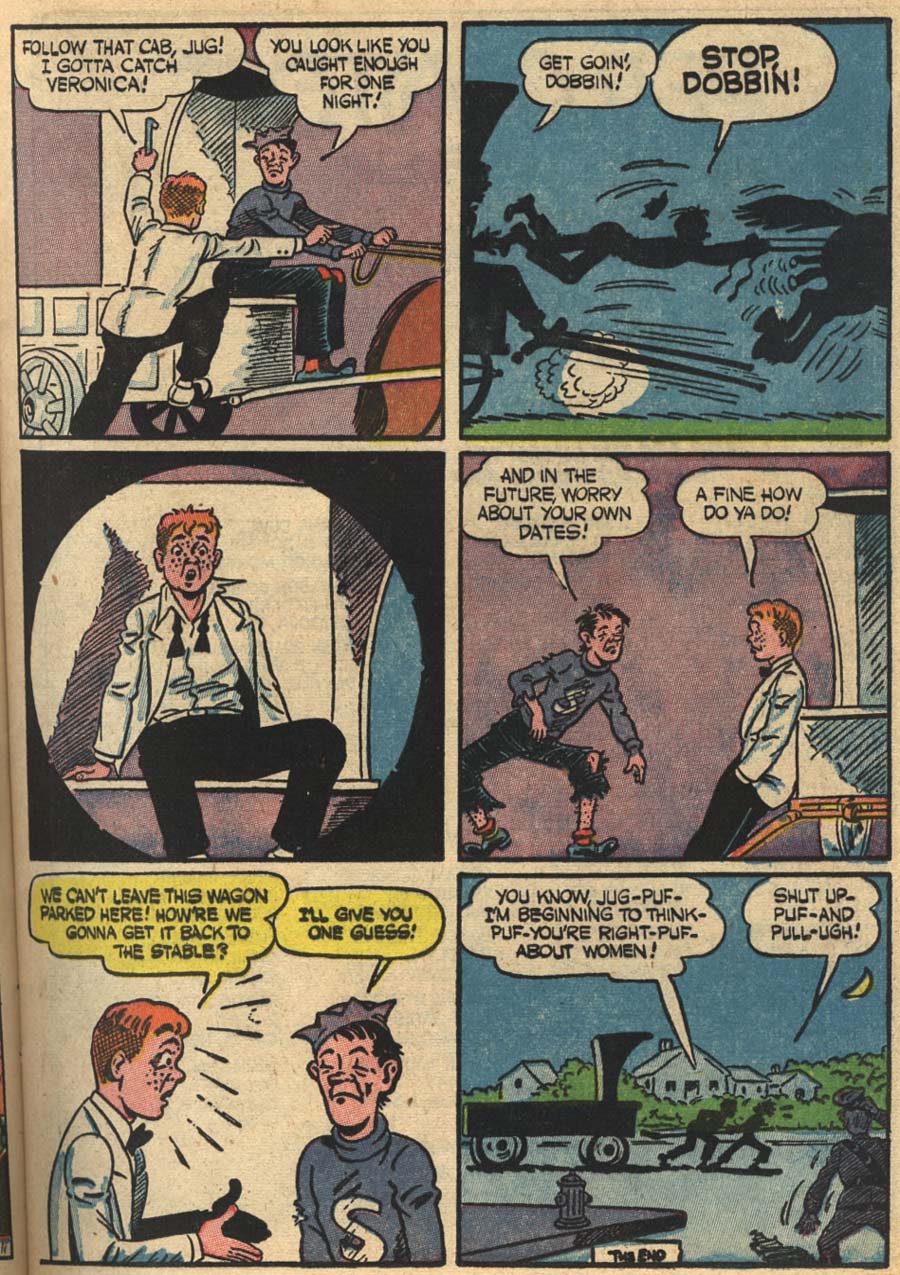 FOLLOW THAT CAB, JUG!
I GOTTA CATCH
VERONICA!
YOU LOOK LIKE YOU
CAUGHT ENOUGH
FOR ONE
NIGHT!
GET GOIN',
DOBBIN!
STOP,
DOBBIN!
AND IN THE
FUTURE, WORRY
ABOUT YOUR OWN
DATES!
A FINE HOW
DO YA DO!
S
WE CAN'T LEAVE THIS WAGON
PARKED HERE! HOW'RE WE
GONNA GET IT BACK TO
THE STABLE?
I'LL GIVE YOU
ONE GUESS!
S
YOU KNOW, JUG-PUF-
I'M BEGINNING TO THINK-
PUF-YOU'RE RIGHT-PUF-
ABOUT WOMEN!
SHUT UP-
PUF-AND
PULL-UGH!
THE END